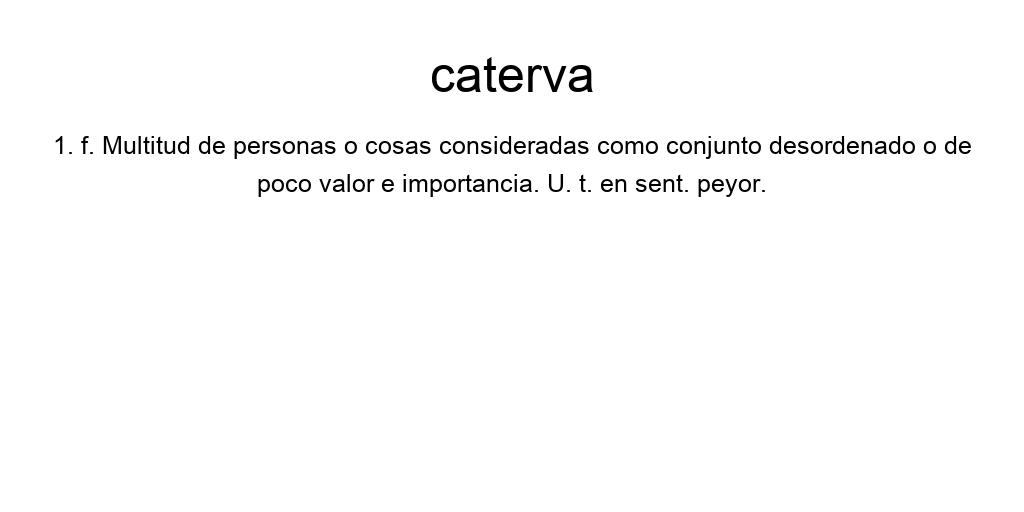 caterva
1. f. Multitud de personas o cosas consideradas como conjunto desordenado o de
poco valor e importancia. U. t. en sent. peyor.